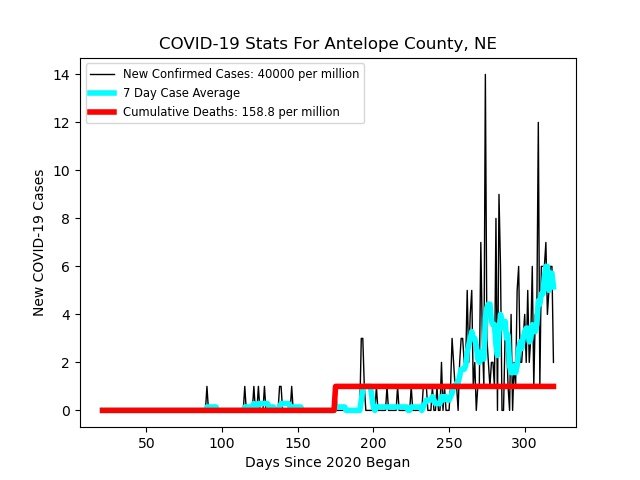 COVID-19 Stats For Antelope County, NE
New Confirmed Cases: 40000 per million
7 Day Case Average
Cumulative Deaths: 158.8 per million
New COVID-19 Cases
14
12
10
8
6
4
2
0
50 100 150 200 250 300
Days Since 2020 Began